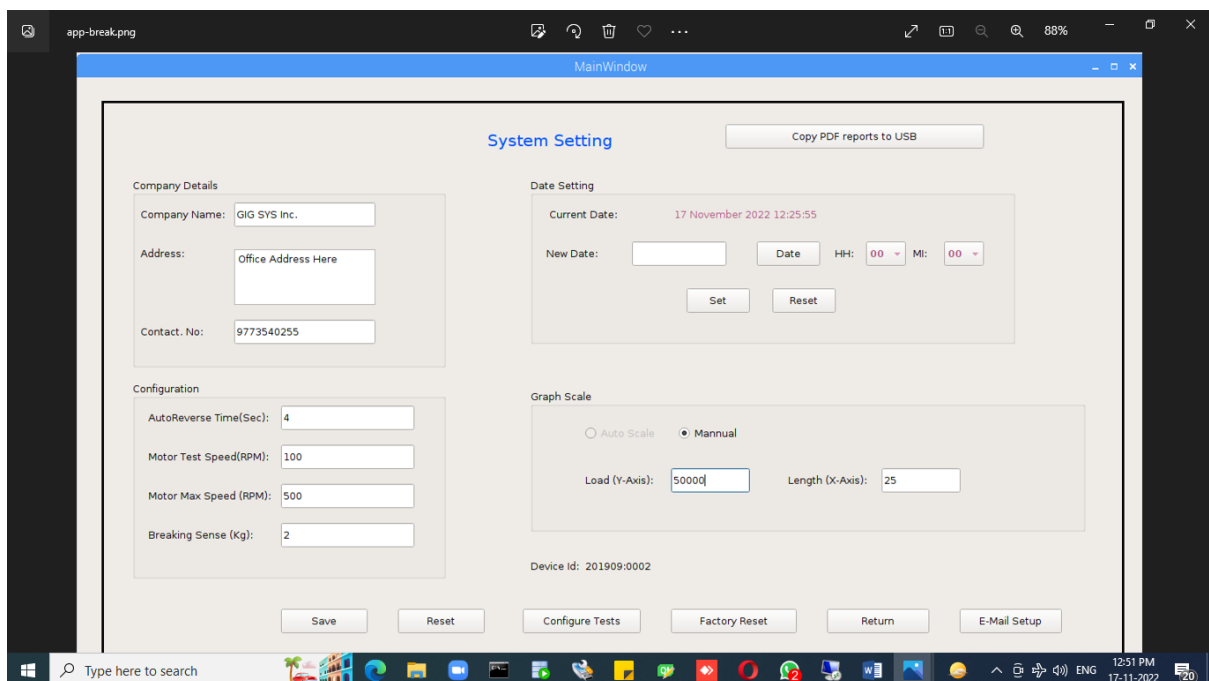 app-break.png
88%
MainWindow
System Setting
Copy PDF reports to USB
Company Details
Company Name: GIG SYS Inc.
Address: Office Address Here
Contact. No: 9773540255
Date Setting
Current Date: 17 November 2022 12:25:55
New Date: Date HH: 00 MI: 00
Set Reset
Configuration
AutoReverse Time(Sec): 4
Motor Test Speed(RPM): 100
Motor Max Speed (RPM): 500
Breaking Sense (Kg): 2
Graph Scale
Auto Scale Mannual
Load (Y-Axis): 50000 Length (X-Axis): 25
Device Id: 201909:0002
Save Reset Configure Tests Factory Reset Return E-Mail Setup
Type here to search
ENG
12:51 PM
17-11-2022
20